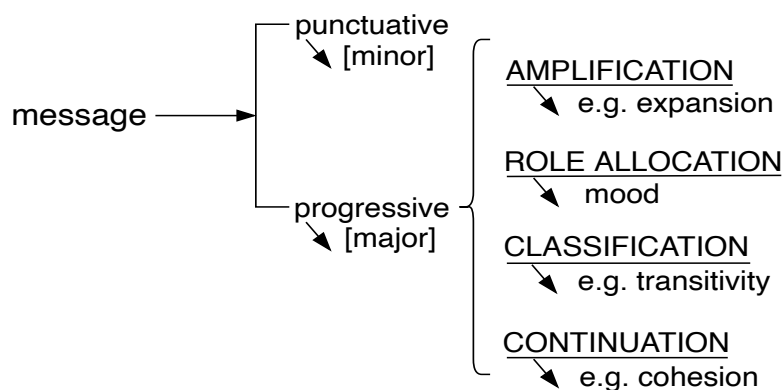 message
punctuative
[minor]
progressive
[major]
AMPLIFICATION
e.g. expansion
ROLE ALLOCATION
mood
CLASSIFICATION
e.g. transitivity
CONTINUATION
e.g. cohesion